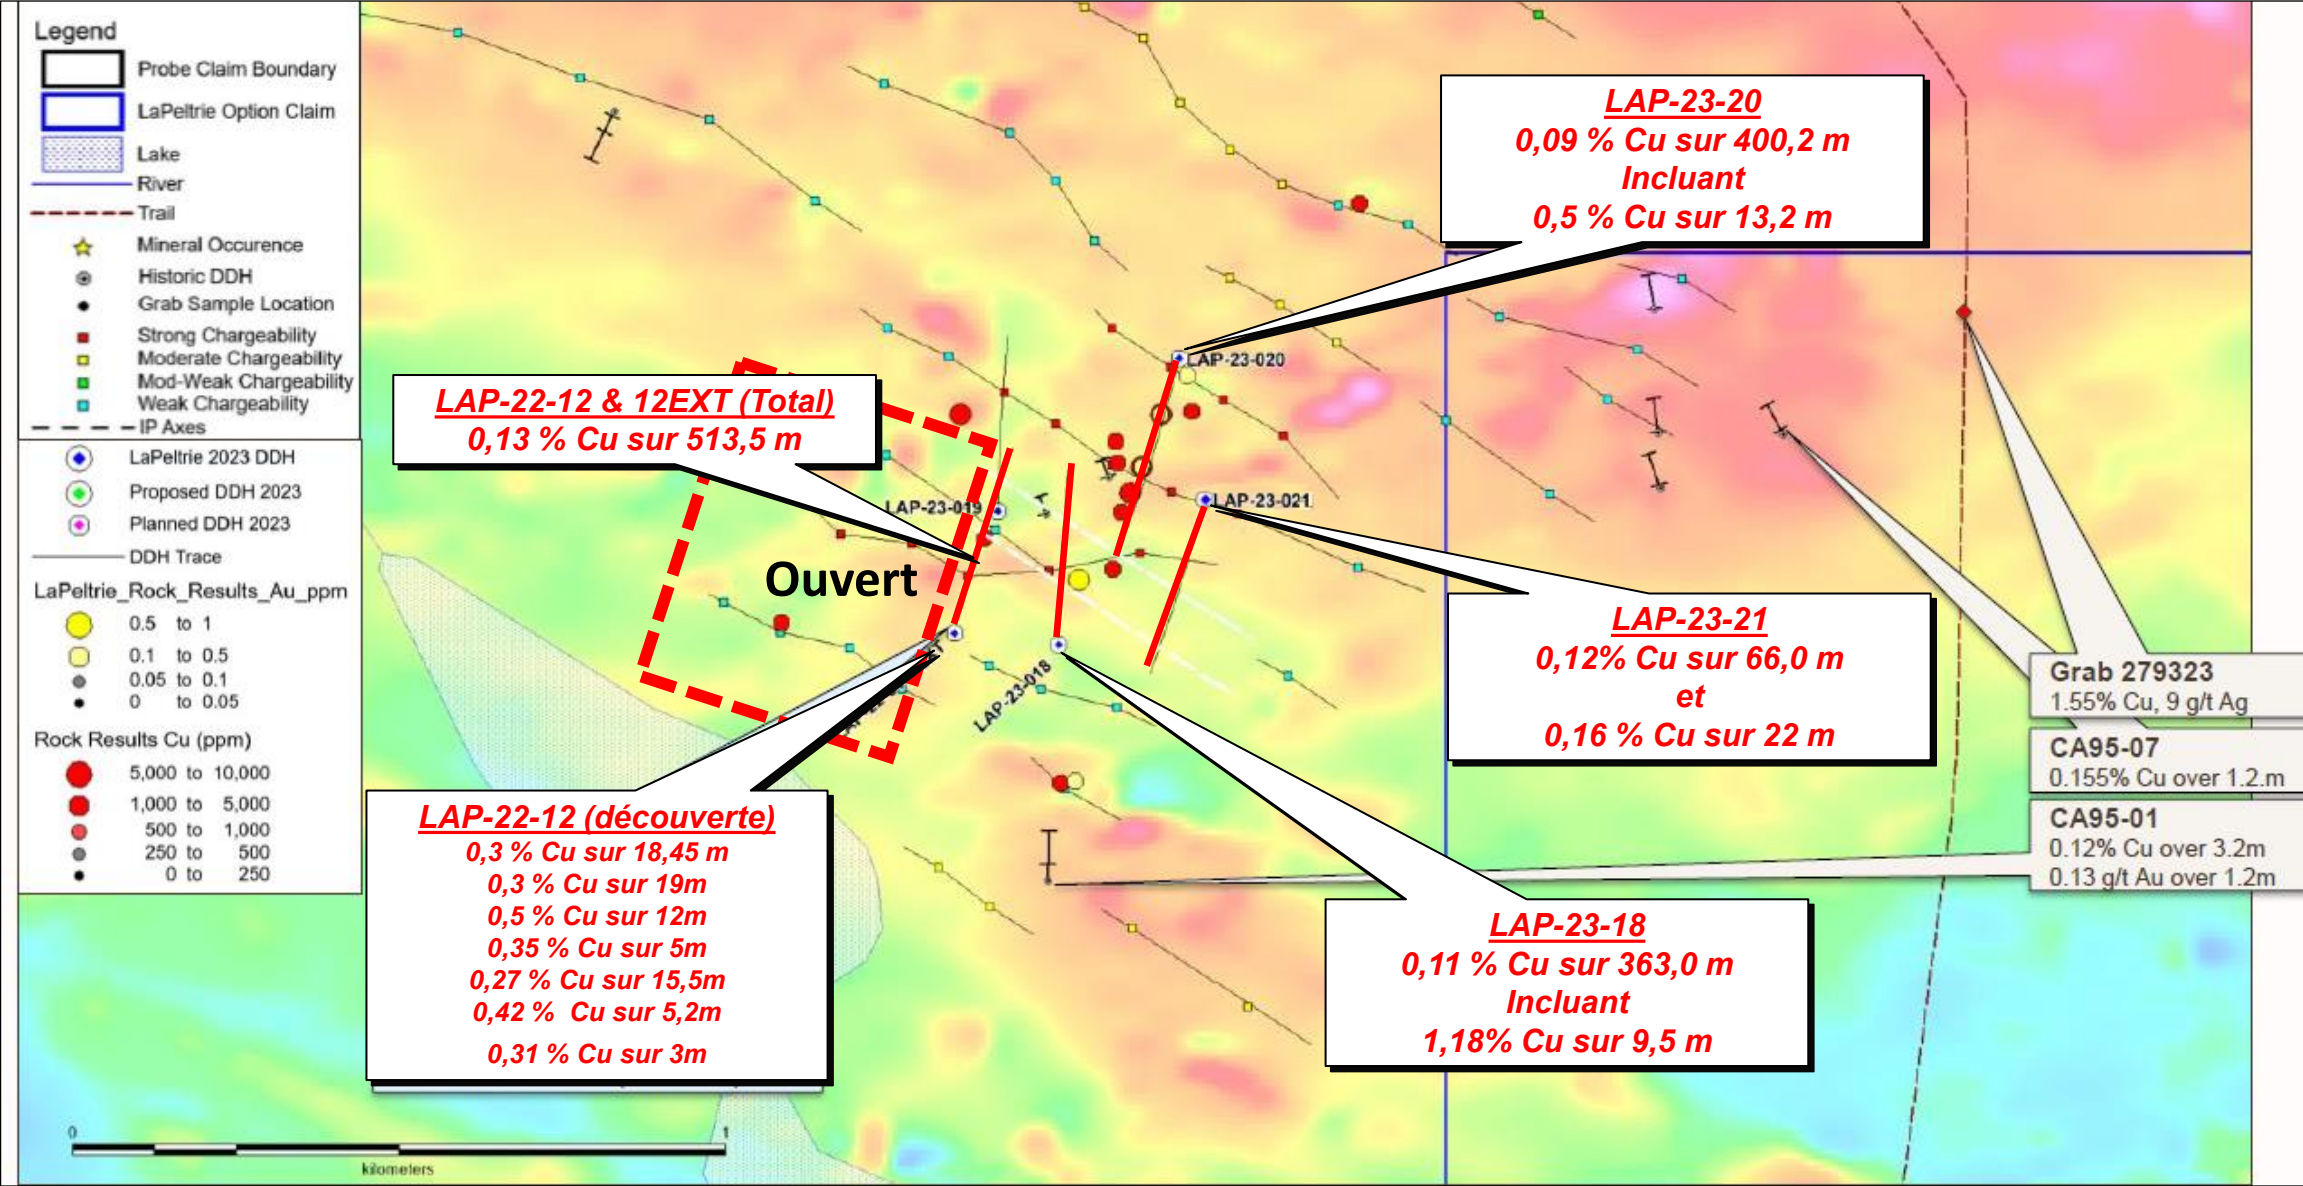 Legend
Probe Claim Boundary
LaPeltrie Option Claim
Lake
River
Trail
Mineral Occurence
Historic DDH
Grab Sample Location
Strong Chargeability
Moderate Chargeability
Mod-Weak Chargeability
Weak Chargeability
IP Axes
LaPeltrie 2023 DDH
Proposed DDH 2023
Planned DDH 2023
DDH Trace
LaPeltrie_Rock_Results_Au_ppm
0.5 to 1
0.1 to 0.5
0.05 to 0.1
0 to 0.05
Rock Results Cu (ppm)
5,000 to 10,000
1,000 to 5,000
500 to 1,000
250 to 500
0 to 250
LAP-23-20
0,09 % Cu sur 400,2 m
Incluant
0,5 % Cu sur 13,2 m
LAP-23-020
LAP-22-12 & 12EXT (Total)
0,13 % Cu sur 513,5 m
LAP-23-019
LAP-23-021
Ouvert
LAP-23-018
LAP-23-21
0,12% Cu sur 66,0 m
et
0,16 % Cu sur 22 m
Grab 279323
1.55% Cu, 9 g/t Ag
CA95-07
0.155% Cu over 1.2.m
CA95-01
0.12% Cu over 3.2m
0.13 g/t Au over 1.2m
LAP-22-12 (découverte)
0,3 % Cu sur 18,45 m
0,3 % Cu sur 19m
0,5 % Cu sur 12m
0,35 % Cu sur 5m
0,27 % Cu sur 15,5m
0,42 % Cu sur 5,2m
0,31 % Cu sur 3m
LAP-23-18
0,11 % Cu sur 363,0 m
Incluant
1,18% Cu sur 9,5 m
0 1
kilometers